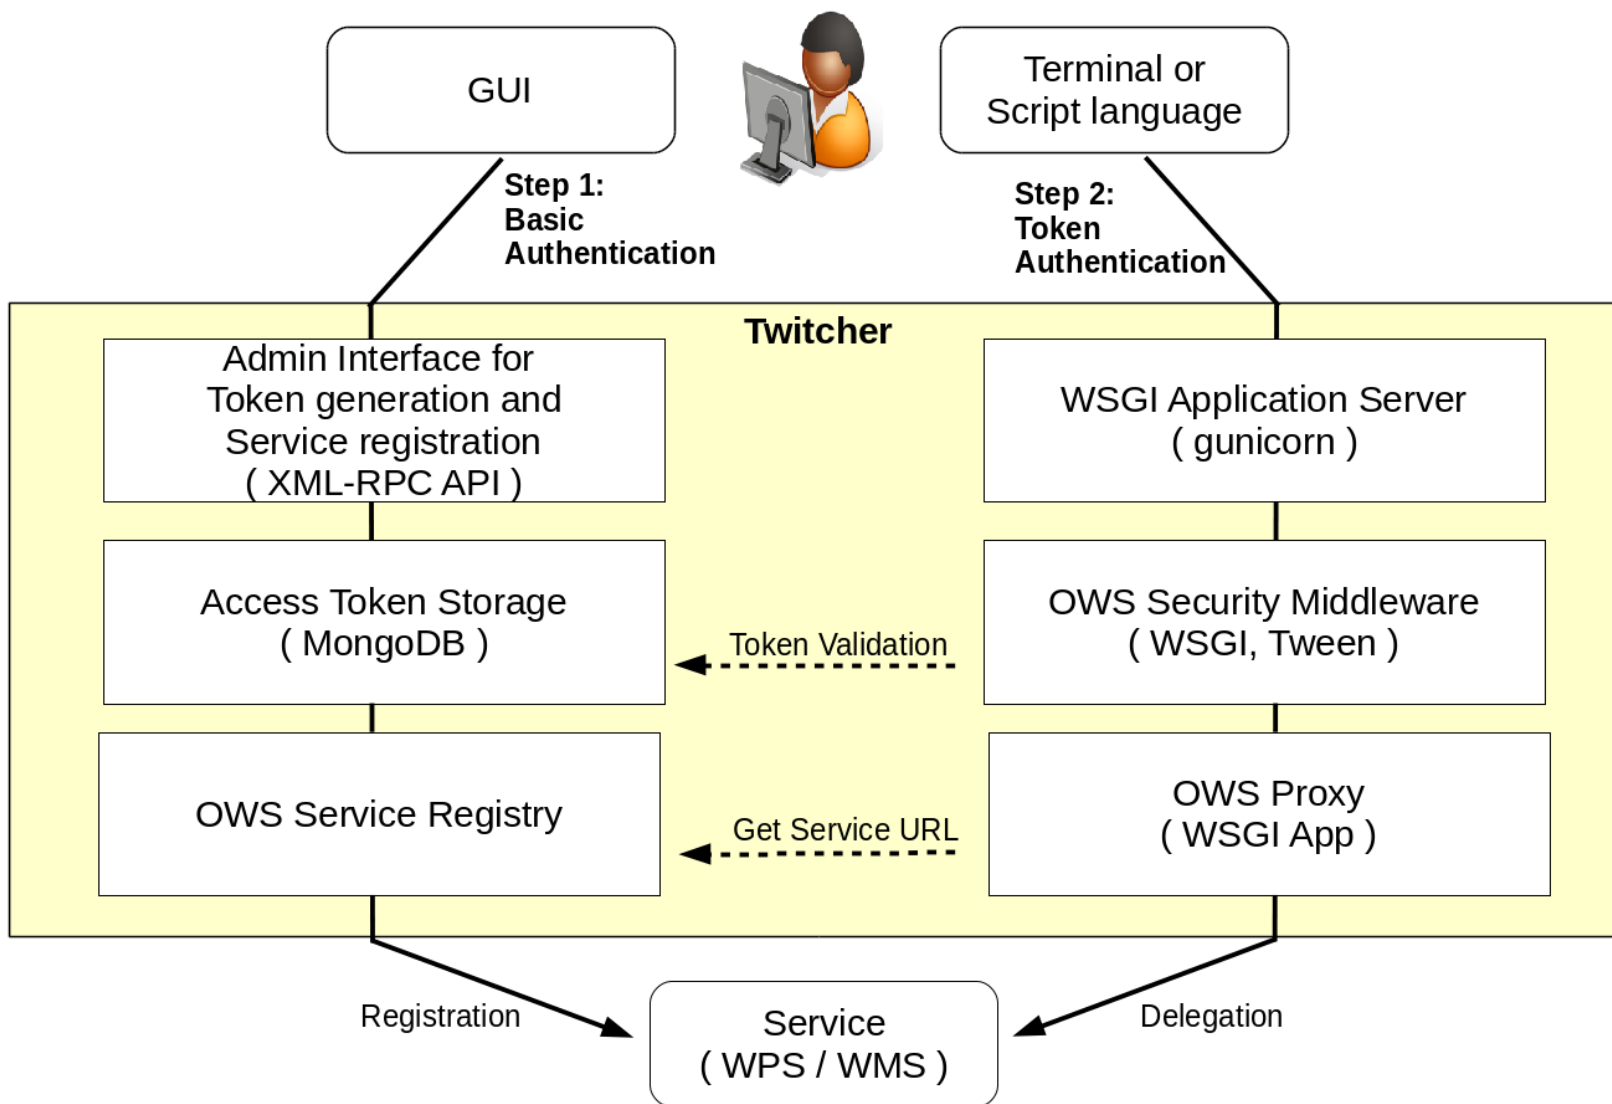 GUI
Terminal or
Script language
Step 1:
Basic
Authentication
Step 2:
Token
Authentication
Twitcher
Admin Interface for
Token generation and
Service registration
( XML-RPC API )
WSGI Application Server
( gunicorn )
Access Token Storage
( MongoDB )
Token Validation
OWS Security Middleware
( WSGI, Tween )
OWS Service Registry
Get Service URL
OWS Proxy
( WSGI App )
Registration
Service
( WPS / WMS )
Delegation